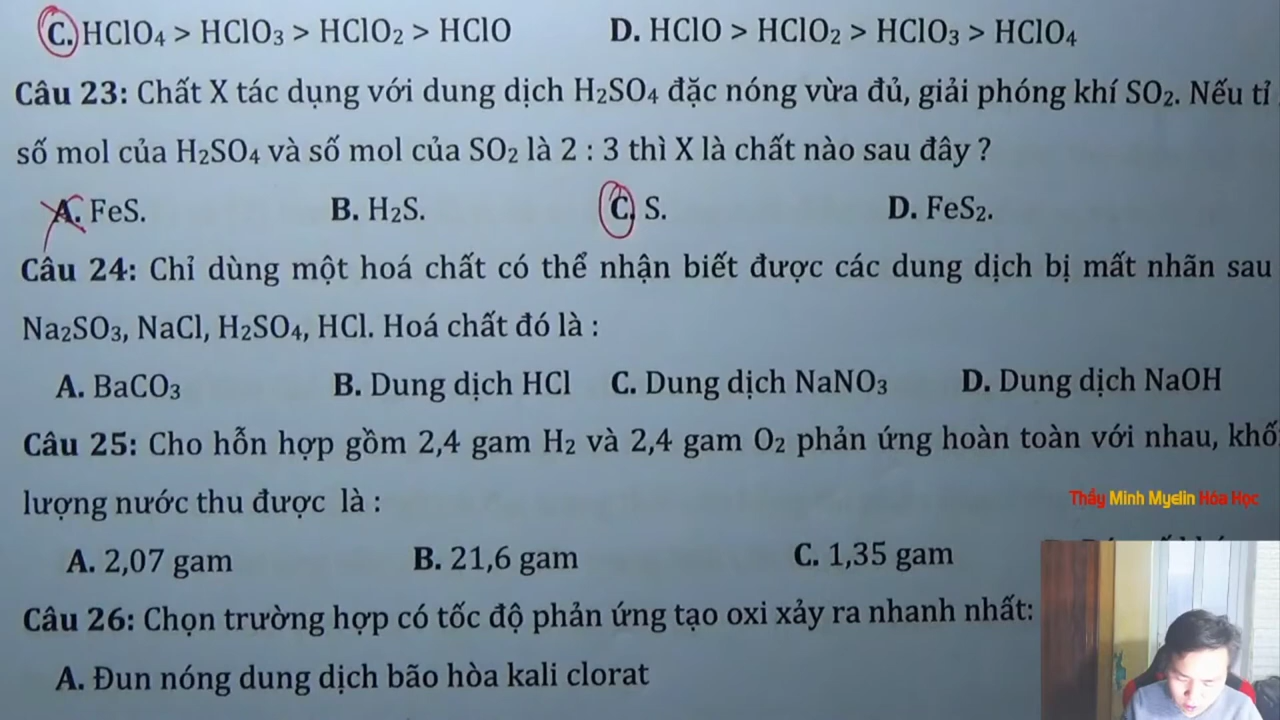 C. HClO₄ > HClO₃ > HClO₂ > HClO D. HClO > HClO₂ > HClO₃ > HClO₄
Câu 23: Chất X tác dụng với dung dịch H₂SO₄ đặc nóng vừa đủ, giải phóng khí SO₂. Nếu tỉ
số mol của H₂SO₄ và số mol của SO₂ là 2 : 3 thì X là chất nào sau đây ?
A. FeS. B. H₂S. C. S. D. FeS₂.
Câu 24: Chỉ dùng một hoá chất có thể nhận biết được các dung dịch bị mất nhãn sau
Na₂SO₃, NaCl, H₂SO₄, HCl. Hoá chất đó là :
A. BaCO₃ B. Dung dịch HCl C. Dung dịch NaNO₃ D. Dung dịch NaOH
Câu 25: Cho hỗn hợp gồm 2,4 gam H₂ và 2,4 gam O₂ phản ứng hoàn toàn với nhau, khố
lượng nước thu được là :
Thầy Minh Myelin Hóa Học
A. 2,07 gam B. 21,6 gam C. 1,35 gam
Câu 26: Chọn trường hợp có tốc độ phản ứng tạo oxi xảy ra nhanh nhất:
A. Đun nóng dung dịch bão hòa kali clorat